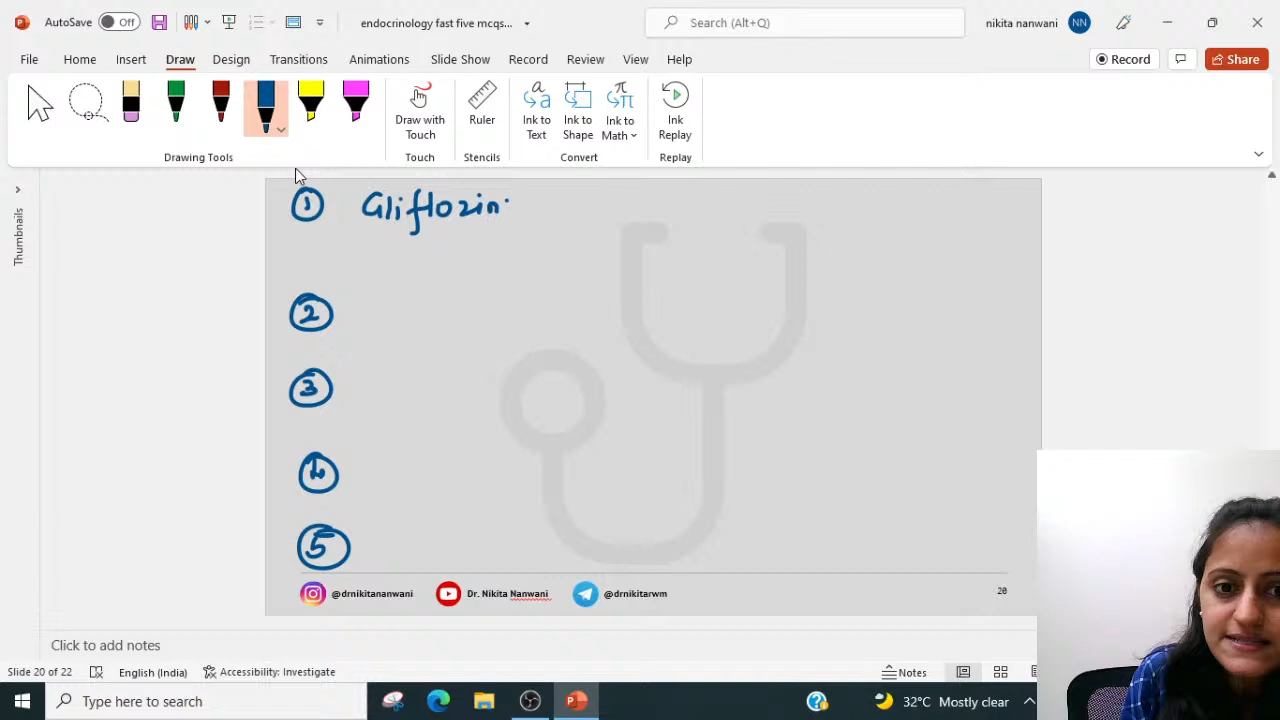 AutoSave Off
endocrinology fast five mcqs...
Search (Alt+Q)
nikita nanwani NN
File Home Insert Draw Design Transitions Animations Slide Show Record Review View Help Record Share
Draw with Touch
Ruler
Ink to Text
Ink to Shape
Ink to Math
Ink Replay
Drawing Tools Touch Stencils Convert Replay
Thumbnails
1 Gliflozin
2
3
4
5
@drnikitananwani Dr. Nikita Nanwani @drnikitarwm 20
Click to add notes
Slide 20 of 22 English (India) Accessibility: Investigate Notes
Type here to search 32°C Mostly clear